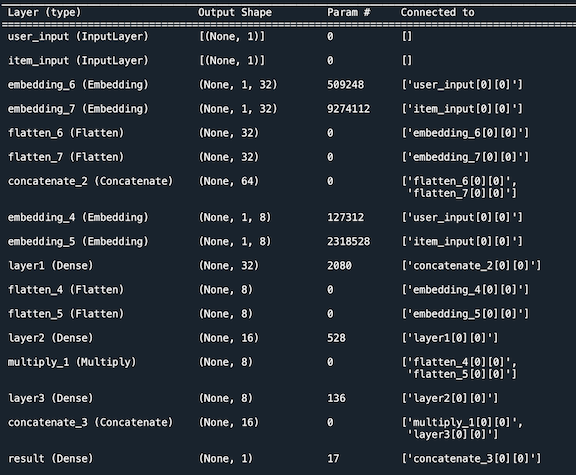 Layer (type) Output Shape Param # Connected to
==================================================================================================
user_input (InputLayer) [(None, 1)] 0 []
item_input (InputLayer) [(None, 1)] 0 []
embedding_6 (Embedding) (None, 1, 32) 509248 ['user_input[0][0]']
embedding_7 (Embedding) (None, 1, 32) 9274112 ['item_input[0][0]']
flatten_6 (Flatten) (None, 32) 0 ['embedding_6[0][0]']
flatten_7 (Flatten) (None, 32) 0 ['embedding_7[0][0]']
concatenate_2 (Concatenate) (None, 64) 0 ['flatten_6[0][0]',
'flatten_7[0][0]']
embedding_4 (Embedding) (None, 1, 8) 127312 ['user_input[0][0]']
embedding_5 (Embedding) (None, 1, 8) 2318528 ['item_input[0][0]']
layer1 (Dense) (None, 32) 2080 ['concatenate_2[0][0]']
flatten_4 (Flatten) (None, 8) 0 ['embedding_4[0][0]']
flatten_5 (Flatten) (None, 8) 0 ['embedding_5[0][0]']
layer2 (Dense) (None, 16) 528 ['layer1[0][0]']
multiply_1 (Multiply) (None, 8) 0 ['flatten_4[0][0]',
'flatten_5[0][0]']
layer3 (Dense) (None, 8) 136 ['layer2[0][0]']
concatenate_3 (Concatenate) (None, 16) 0 ['multiply_1[0][0]',
'layer3[0][0]']
result (Dense) (None, 1) 17 ['concatenate_3[0][0]']